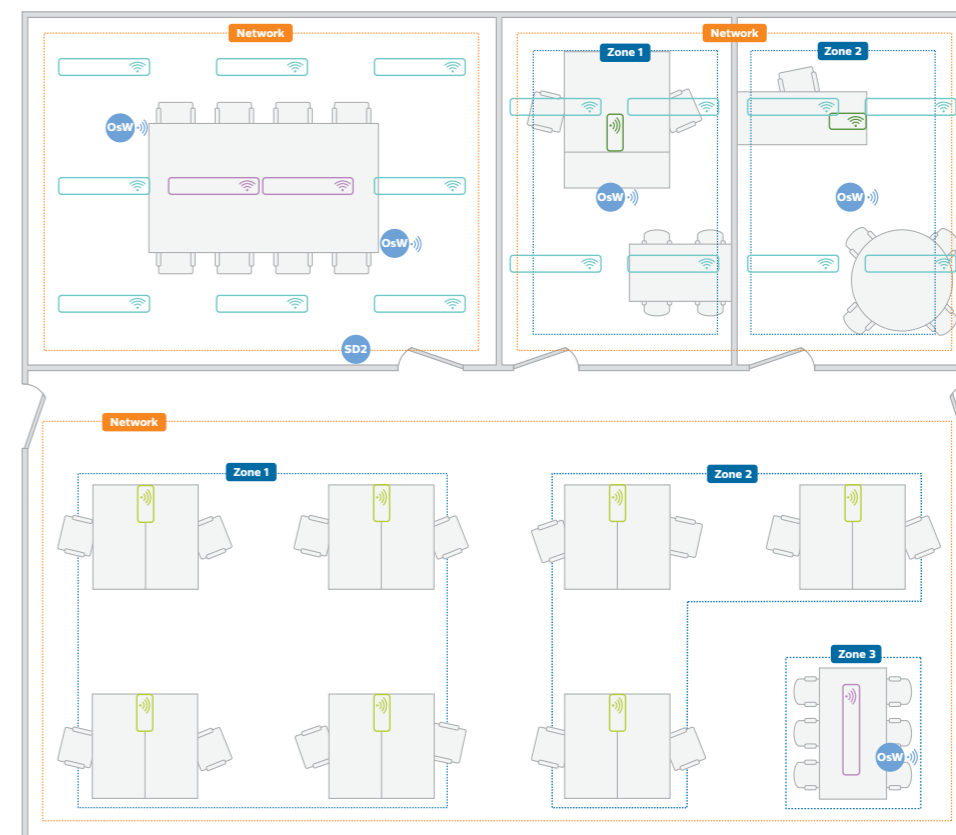 Network
Network
Zone 1
Zone 2
OsW
OsW
OsW
OsW
SD2
Network
Zone 1
Zone 2
Zone 3
OsW